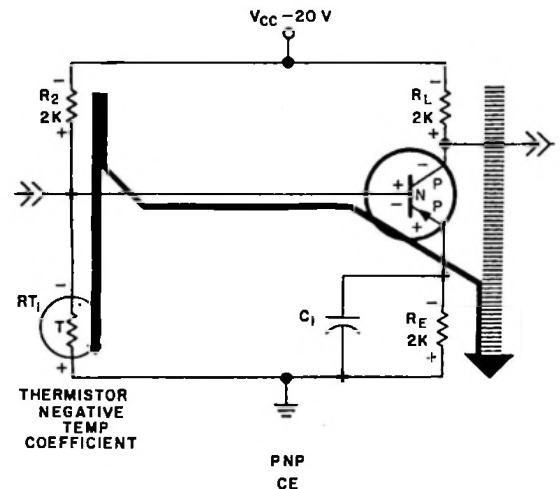 VCC -20 V
R2
2K
RL
2K
N
P
P
RT1
T
C1
RE
2K
THERMISTOR
NEGATIVE
TEMP
COEFFICIENT
PNP
CE